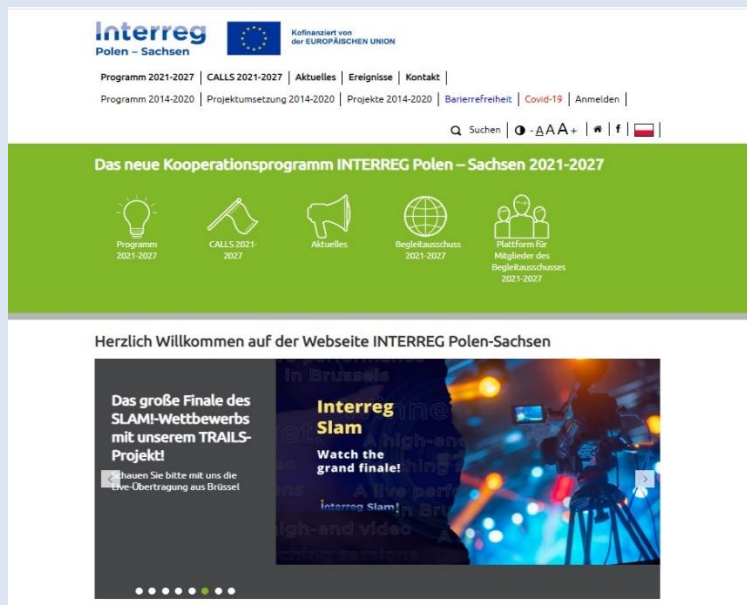 Interreg
Polen – Sachsen
Kofinanziert von
der EUROPÄISCHEN UNION
Programm 2021-2027 | CALLS 2021-2027 | Aktuelles | Ereignisse | Kontakt |
Programm 2014-2020 | Projektumsetzung 2014-2020 | Projekte 2014-2020 | Barierrefreiheit | Covid-19 | Anmelden |
Suchen | - A A A + | f |
Das neue Kooperationsprogramm INTERREG Polen – Sachsen 2021-2027
Programm
2021-2027
CALLS 2021-
2027
Aktuelles
Begleitausschuss
2021-2027
Plattform für
Mitglieder des
Begleitausschusses
2021-2027
Herzlich Willkommen auf der Webseite INTERREG Polen-Sachsen
Das große Finale des
SLAM!-Wettbewerbs
mit unserem TRAILS-
Projekt!
Schauen Sie bitte mit uns die
Live-Übertragung aus Brüssel
in Brussels
Interreg
Slam
Watch the
grand finale!
interreg Slam!